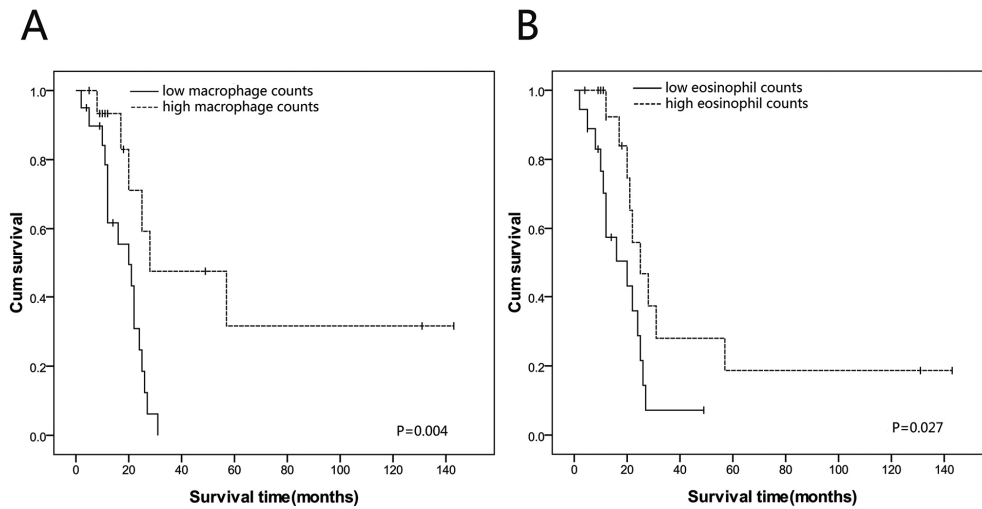 A
low macrophage counts
high macrophage counts
1.0
0.8
0.6
0.4
0.2
0.0
Cum survival
P=0.004
0
20
40
60
80
100
120
140
Survival time(months)
B
low eosinophil counts
high eosinophil counts
1.0
0.8
0.6
0.4
0.2
0.0
Cum survival
P=0.027
0
20
40
60
80
100
120
140
Survival time(months)